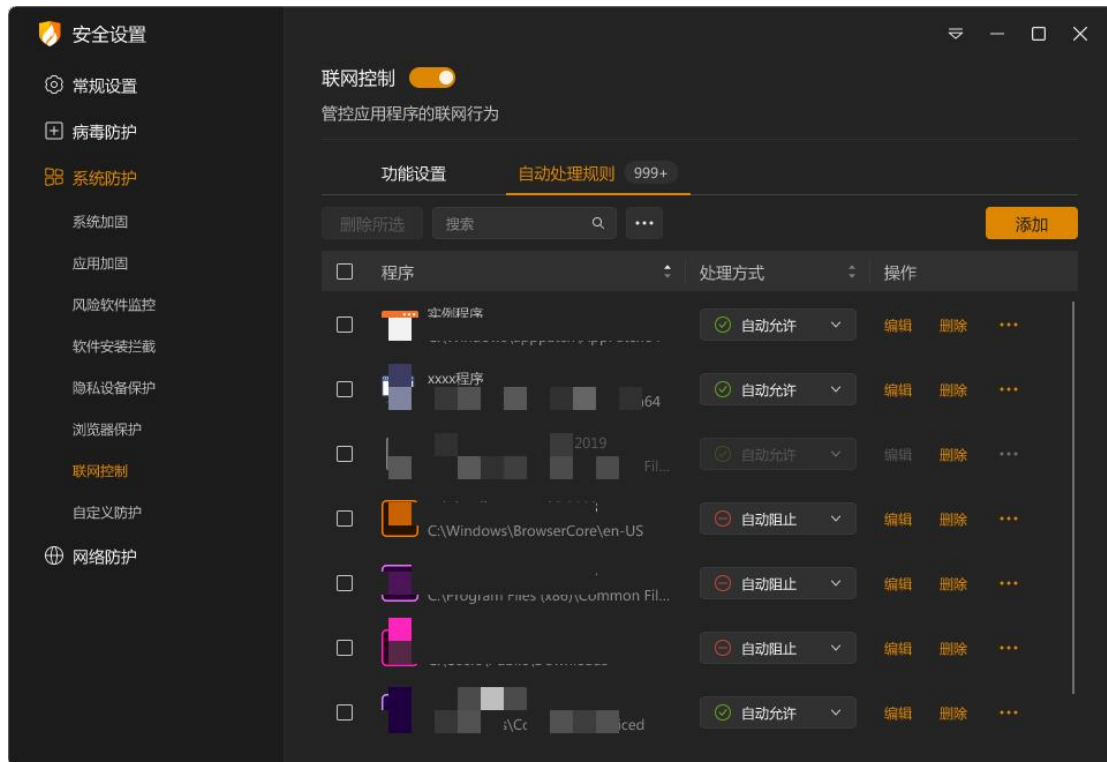 安全设置
常规设置
病毒防护
系统防护
系统加固
应用加固
风险软件监控
软件安装拦截
隐私设备保护
浏览器保护
联网控制
自定义防护
网络防护
联网控制
管控应用程序的联网行为
功能设置 自动处理规则 999+
删除所选 搜索 ··· 添加
程序 处理方式 操作
实例程序
自动允许 编辑 删除 ···
xxxx程序
64
自动允许 编辑 删除 ···
2019
Fil...
自动允许 编辑 删除 ···
C:\Windows\BrowserCore\en-US
自动阻止 编辑 删除 ···
C:\Program Files (x86)\Common Fil...
自动阻止 编辑 删除 ···
自动阻止 编辑 删除 ···
iced
自动允许 编辑 删除 ···